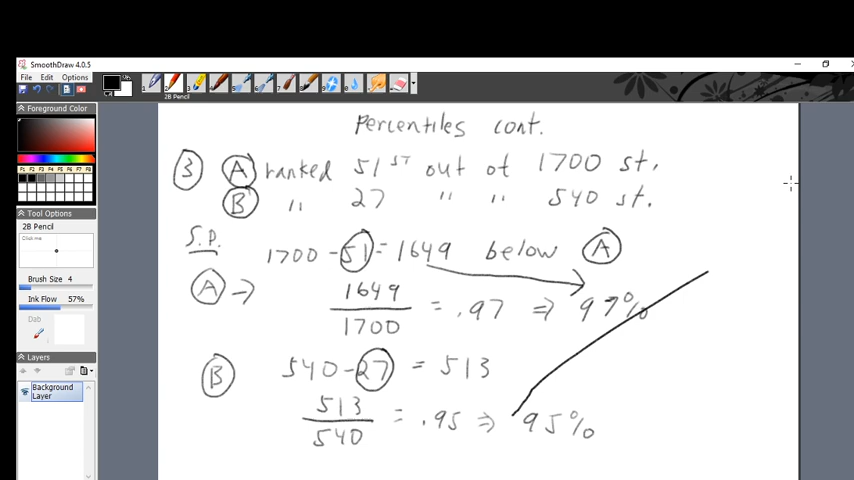 SmoothDraw 4.0.5
File Edit Options
2B Pencil
Foreground Color
Percentiles cont.
3 A ranked 51ST out of 1700 st.
B " 27 " " 540 st.
Tool Options
2B Pencil
Click me
S.P.
1700 - 51 = 1649 below A
Brush Size 4
Ink Flow 57%
Dab
A → 1649/1700 = .97 ⇒ 97%
Layers
Background Layer
B 540 - 27 = 513
513/540 = .95 ⇒ 95%